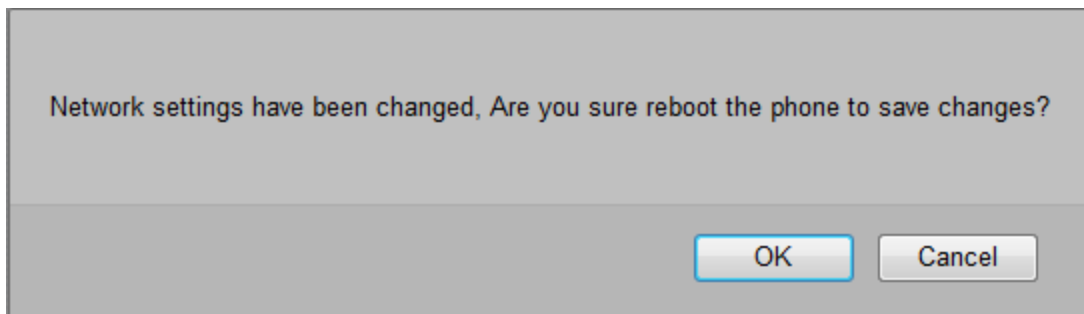 Network settings have been changed, Are you sure reboot the phone to save changes?
OK
Cancel